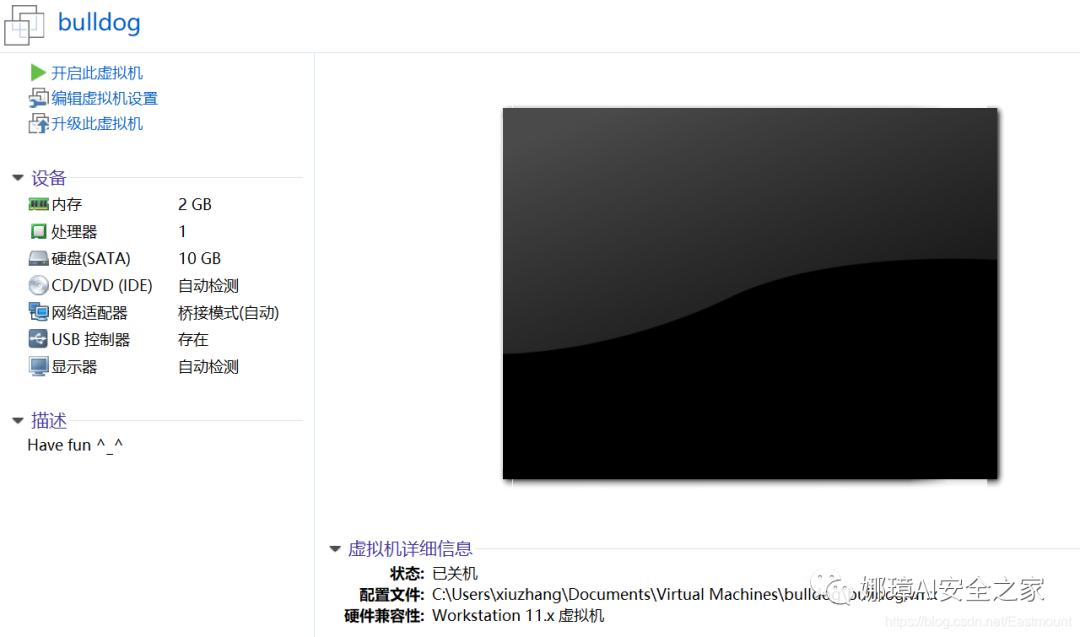 bulldog
开启此虚拟机
编辑虚拟机设置
升级此虚拟机
设备
内存 2 GB
处理器 1
硬盘(SATA) 10 GB
CD/DVD (IDE) 自动检测
网络适配器 桥接模式(自动)
USB 控制器 存在
显示器 自动检测
描述
Have fun ^_^
虚拟机详细信息
状态: 已关机
配置文件: C:\Users\xiuzhang\Documents\Virtual Machines\bulldog\bulldog.vmx
硬件兼容性: Workstation 11.x 虚拟机
娜璋AI安全之家
https://blog.csdn.net/Eastmount